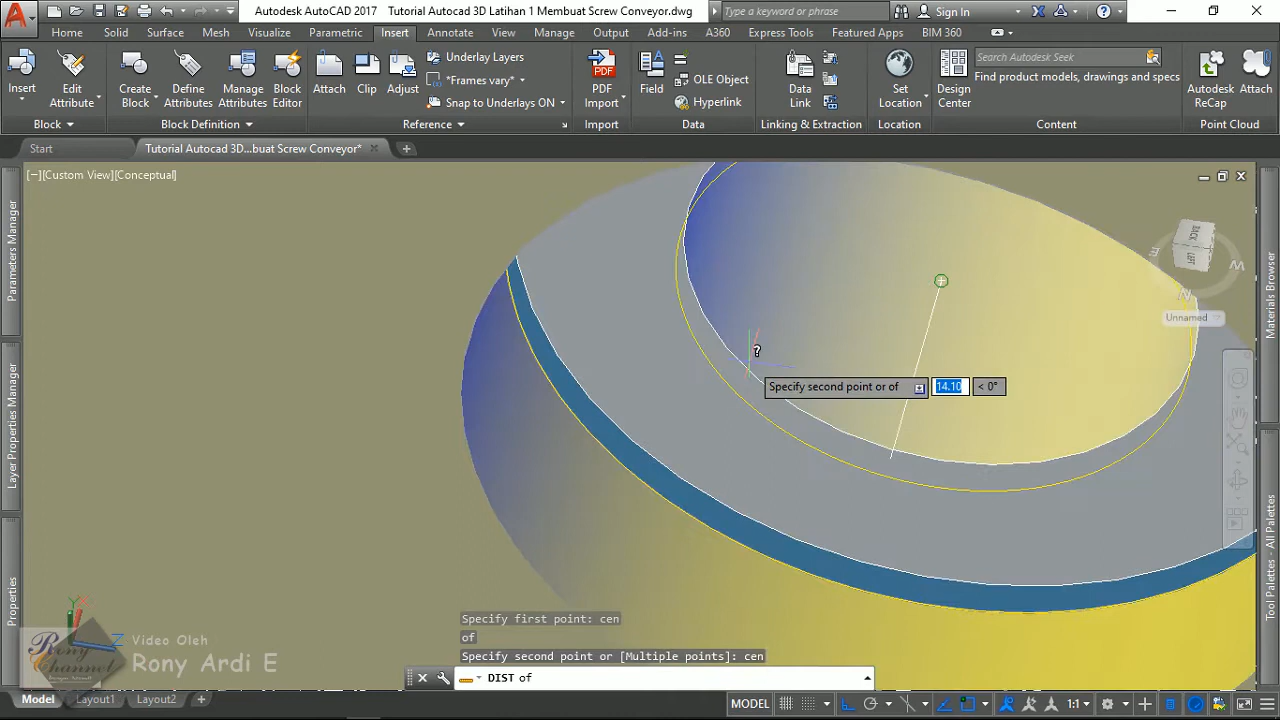 Autodesk AutoCAD 2017 Tutorial Autocad 3D Latihan 1 Membuat Screw Conveyor.dwg Type a keyword or phrase Sign In
Home Solid Surface Mesh Visualize Parametric Insert Annotate View Manage Output Add-ins A360 Express Tools Featured Apps BIM 360
Insert
Edit Attribute
Create Block
Define Attributes
Manage Attributes
Block Editor
Attach
Clip
Adjust
Underlay Layers
*Frames vary*
Snap to Underlays ON
PDF
PDF Import
Field
OLE Object
Hyperlink
Data Link
Set Location
Design Center
Search Autodesk Seek
Find product models, drawings and specs
Autodesk ReCap
Attach
Block Block Definition Reference Import Data Linking & Extraction Location Content Point Cloud
Start Tutorial Autocad 3D...buat Screw Conveyor*
[−][Custom View][Conceptual]
Parameters Manager
Layer Properties Manager
Properties
Materials Browser
Tool Palettes - All Palettes
BACK
LEFT
E
W
N
Unnamed
Specify second point or of 14.10 < 0°
Y
X
Z
Rony
Channel
Video Oleh
Rony Ardi E
Specify first point: cen
of
Specify second point or [Multiple points]: cen
DIST of
Model Layout1 Layout2 +
MODEL 1:1